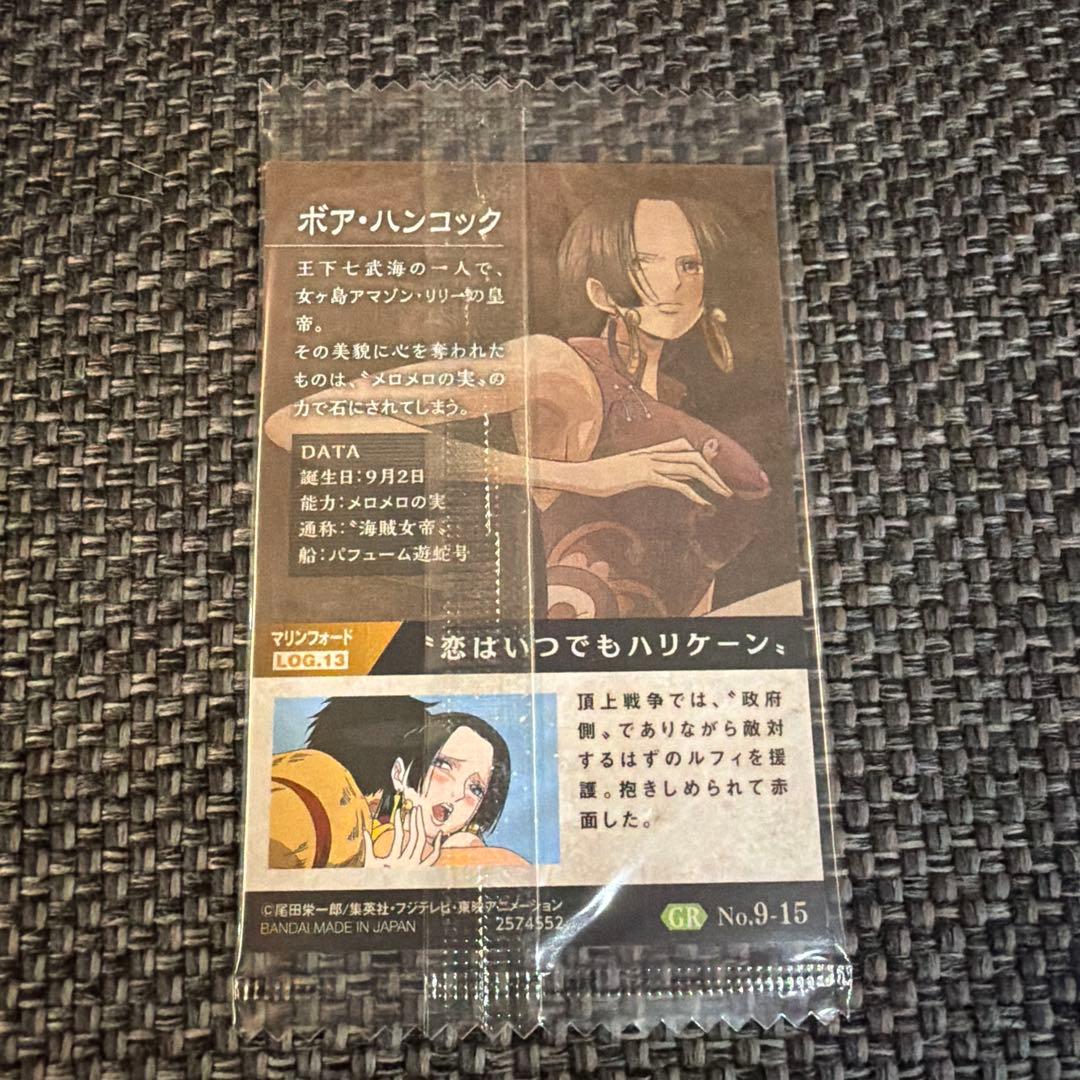 ボア・ハンコック
王下七武海の一人で、
女ヶ島アマゾン・リリーの皇
帝。
その美貌に心を奪われた
ものは、〝メロメロの実〟の
力で石にされてしまう。
DATA
誕生日:9月2日
能力:メロメロの実
通称:〝海賊女帝〟
船:パフューム遊蛇号
マリンフォード
LOG.13
〝恋はいつでもハリケーン〟
頂上戦争では、〝政府
側〟でありながら敵対
するはずのルフィを援
護。抱きしめられて赤
面した。
©尾田栄一郎/集英社・フジテレビ・東映アニメーション
BANDAI MADE IN JAPAN 2574552
GR No.9-15